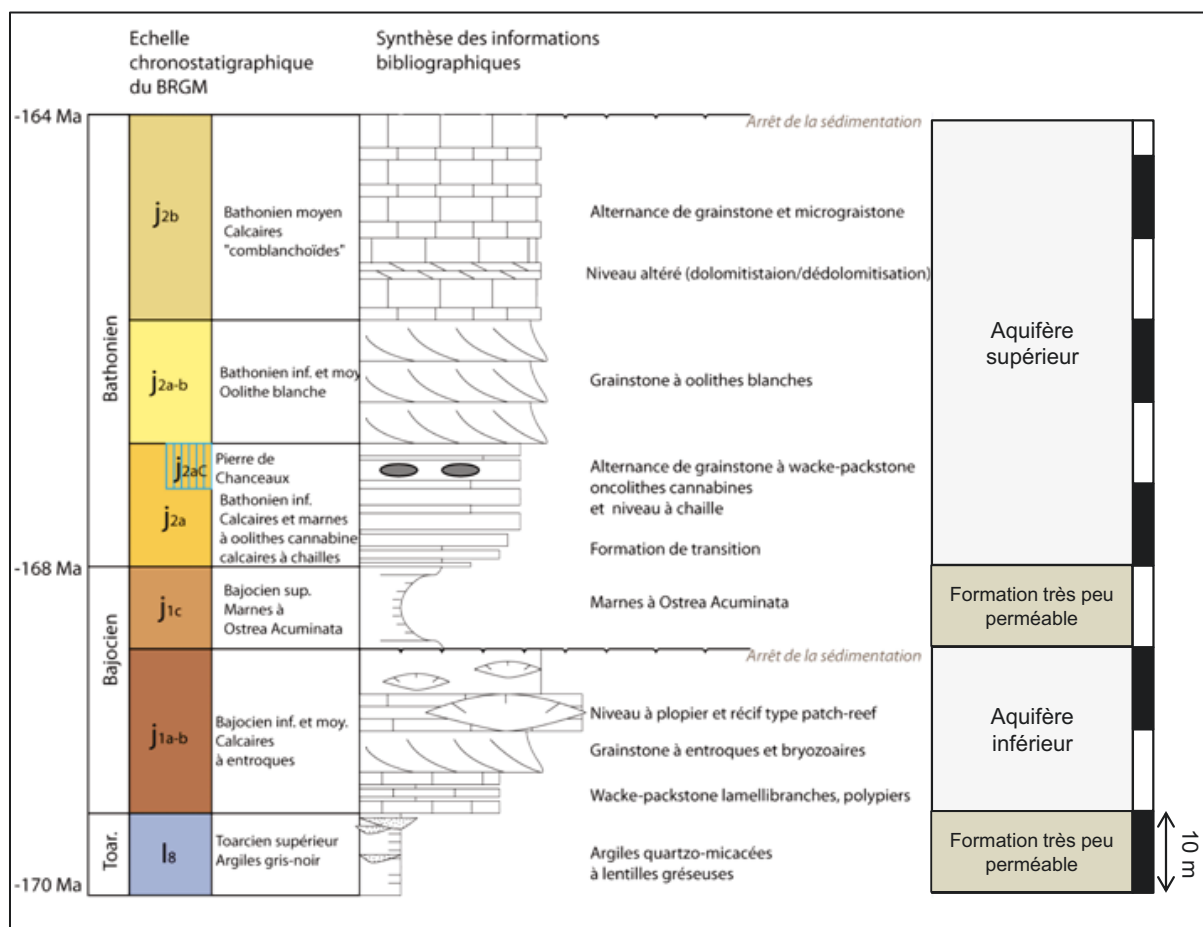 Echelle
chronostratigraphique
du BRGM
Synthèse des informations
bibliographiques
-164 Ma
Arrêt de la sédimentation
Bathonien
j2b
Bathonien moyen
Calcaires
"comblanchoïdes"
Alternance de grainstone et micrograistone
Niveau altéré (dolomitistaion/dédolomitisation)
Aquifère
supérieur
j2a-b
Bathonien inf. et moy
Oolithe blanche
Grainstone à oolithes blanches
j2aC
Pierre de
Chanceaux
j2a
Bathonien inf.
Calcaires et marnes
à oolithes cannabine
calcaires à chailles
Alternance de grainstone à wacke-packstone
oncolithes cannabines
et niveau à chaille
Formation de transition
-168 Ma
Bajocien
j1c
Bajocien sup.
Marnes à
Ostrea Acuminata
Marnes à Ostrea Acuminata
Formation très peu
perméable
Arrêt de la sédimentation
j1a-b
Bajocien inf. et moy.
Calcaires
à entroques
Niveau à plopier et récif type patch-reef
Grainstone à entroques et bryozoaires
Wacke-packstone lamellibranches, polypiers
Aquifère
inférieur
Toar.
l8
Toarcien supérieur
Argiles gris-noir
Argiles quartzo-micacées
à lentilles gréseuses
Formation très peu
perméable
10 m
-170 Ma